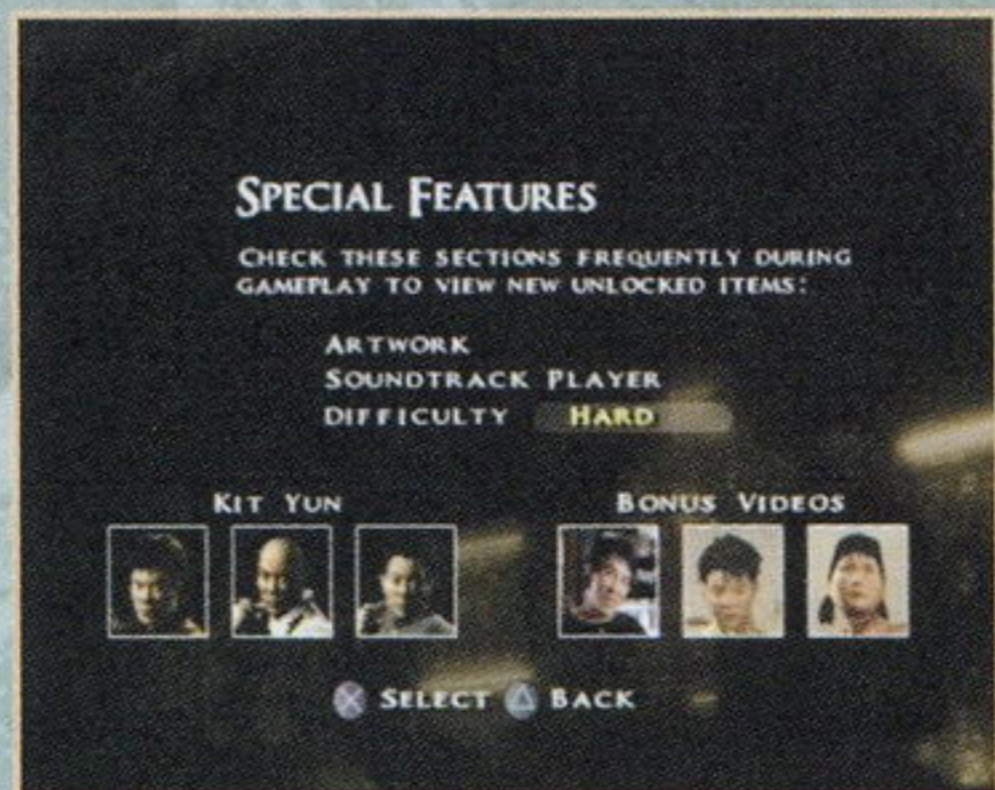 SPECIAL FEATURES
CHECK THESE SECTIONS FREQUENTLY DURING
GAMEPLAY TO VIEW NEW UNLOCKED ITEMS:
ARTWORK
SOUNDTRACK PLAYER
DIFFICULTY HARD
KIT YUN BONUS VIDEOS
SELECT BACK